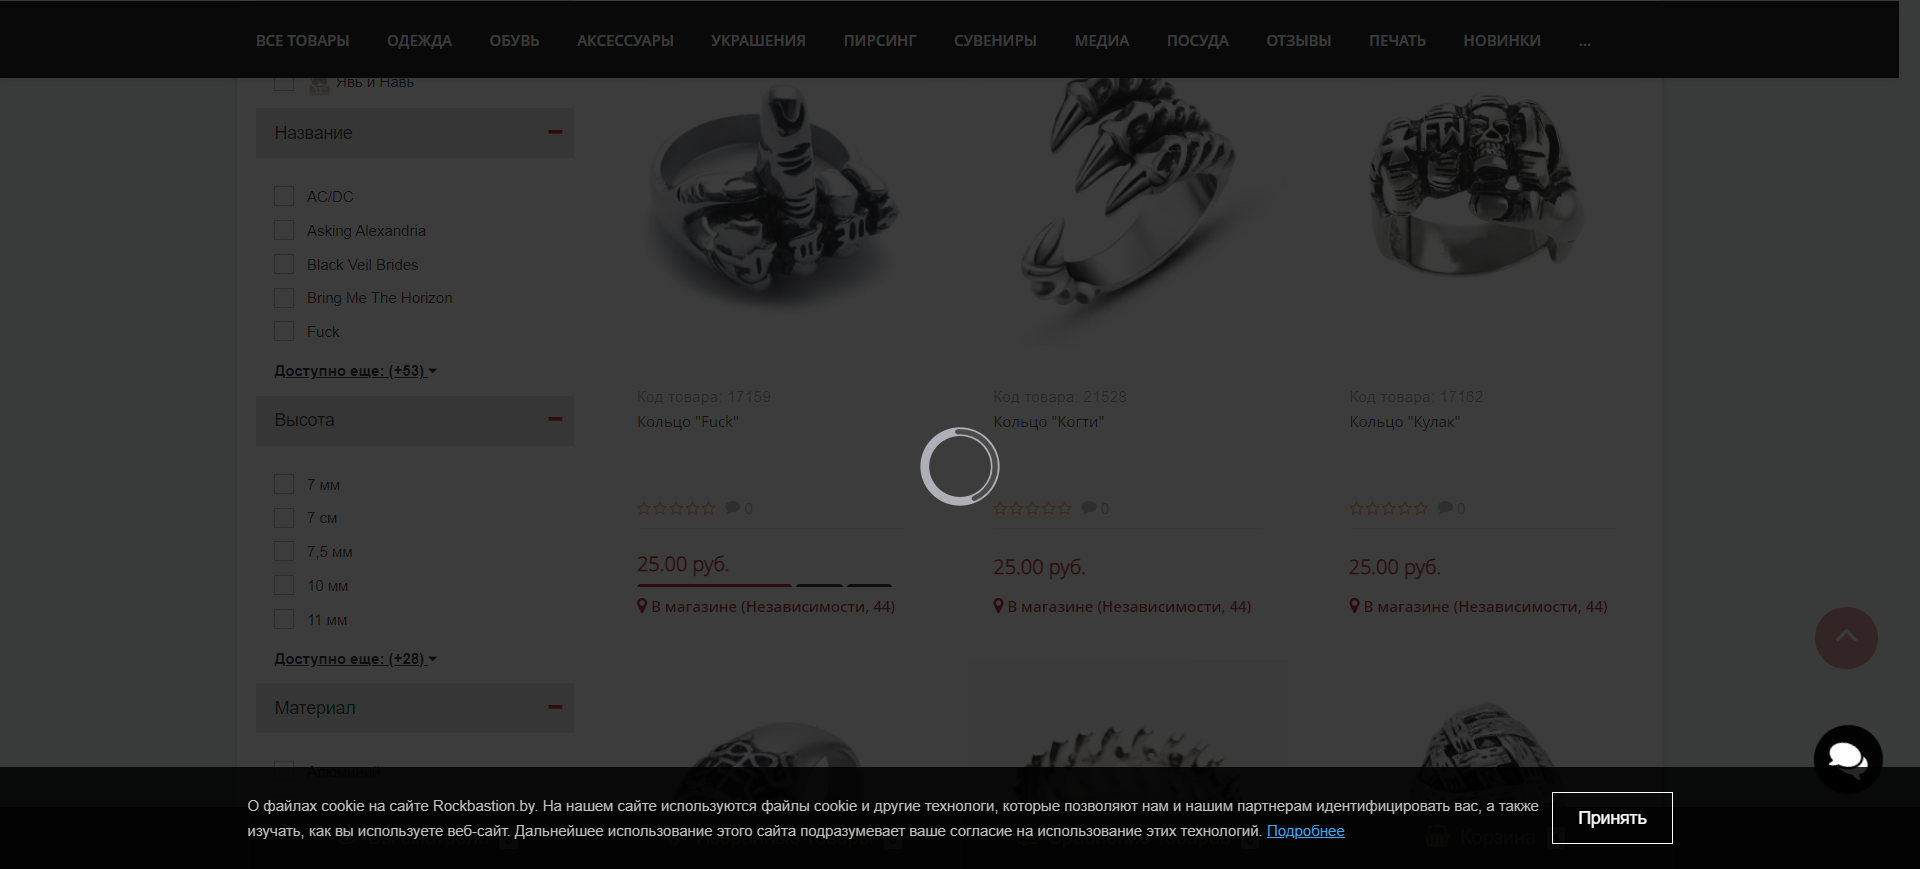 ВСЕ ТОВАРЫ ОДЕЖДА ОБУВЬ АКСЕССУАРЫ УКРАШЕНИЯ ПИРСИНГ СУВЕНИРЫ МЕДИА ПОСУДА ОТЗЫВЫ ПЕЧАТЬ НОВИНКИ ...
Явь и Навь
Название
AC/DC
Asking Alexandria
Black Veil Brides
Bring Me The Horizon
Fuck
Доступно еще: (+53)
Высота
7 мм
7 см
7,5 мм
10 мм
11 мм
Доступно еще: (+28)
Материал
Алюминий
FW
Код товара: 17159
Кольцо "Fuck"
0
25.00 руб.
В магазине (Независимости, 44)
Код товара: 21528
Кольцо "Когти"
0
25.00 руб.
В магазине (Независимости, 44)
Код товара: 17162
Кольцо "Кулак"
0
25.00 руб.
В магазине (Независимости, 44)
О файлах cookie на сайте Rockbastion.by. На нашем сайте используются файлы cookie и другие технологи, которые позволяют нам и нашим партнерам идентифицировать вас, а также
изучать, как вы используете веб-сайт. Дальнейшее использование этого сайта подразумевает ваше согласие на использование этих технологий. Подробнее
Принять
Корзина